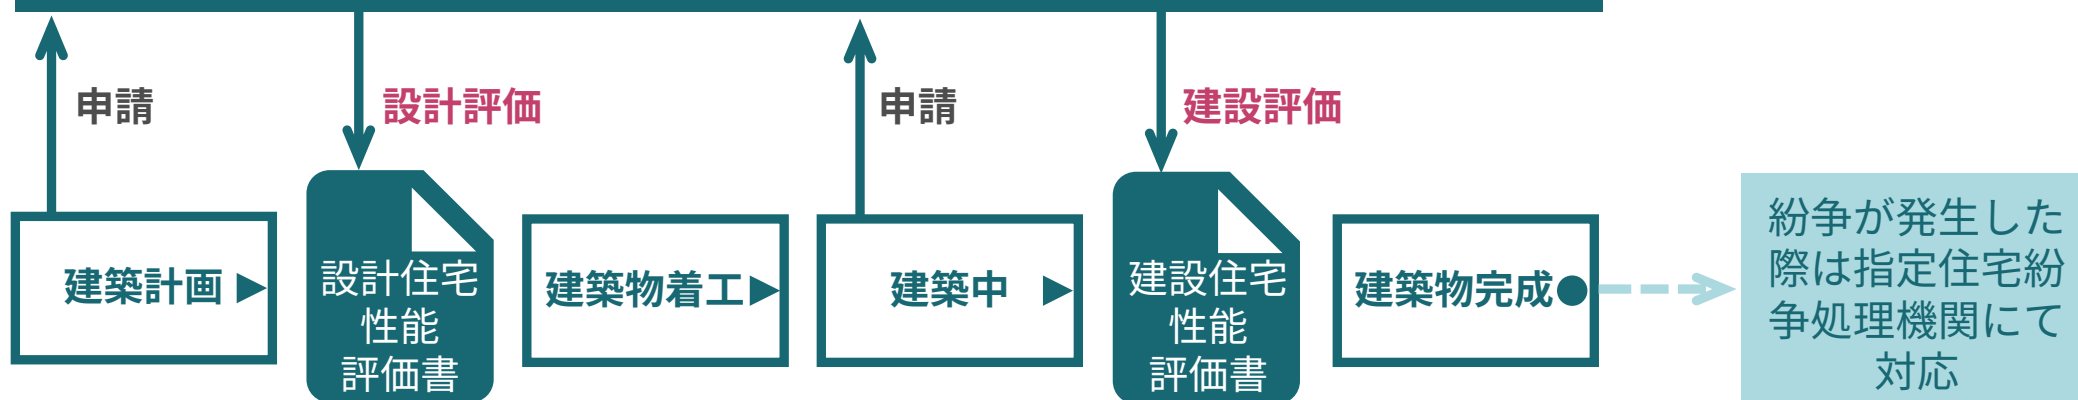 申請
設計評価
申請
建設評価
建築計画
設計住宅
性能
評価書
建築物着工
建築中
建設住宅
性能
評価書
建築物完成
紛争が発生した
際は指定住宅紛
争処理機関にて
対応